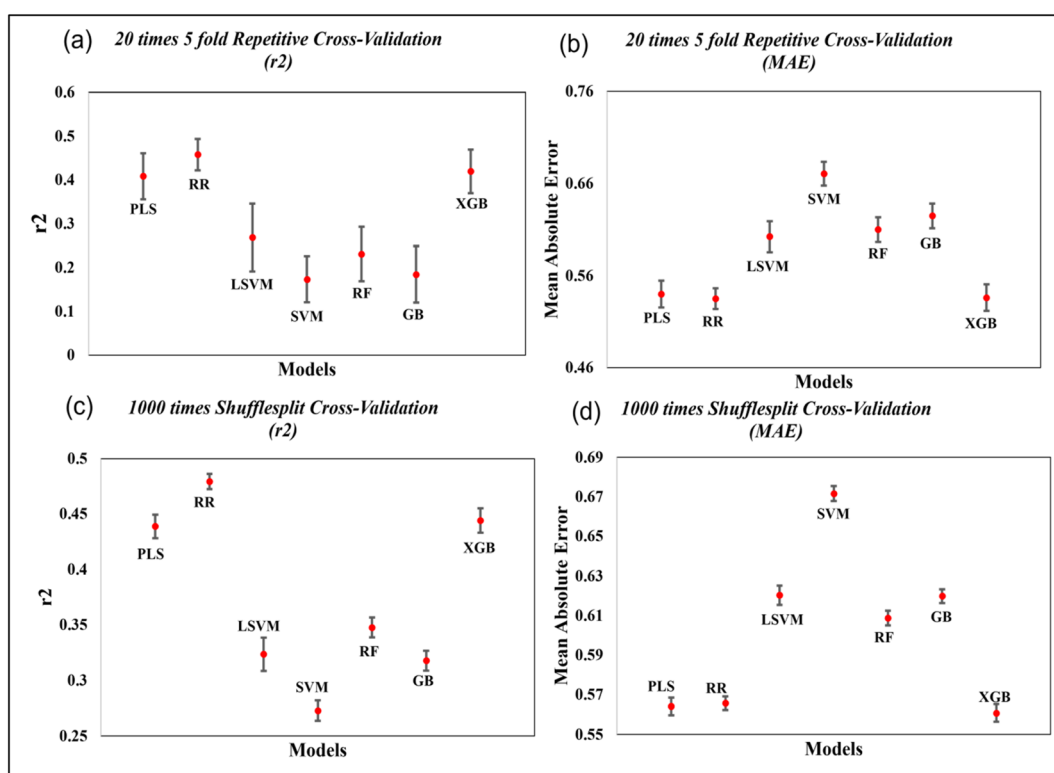 (a) 20 times 5 fold Repetitive Cross-Validation
(r2)
0.6
0.5
0.4
0.3
0.2
0.1
0
r2
PLS
RR
LSVM
SVM
RF
GB
XGB
Models
(b) 20 times 5 fold Repetitive Cross-Validation
(MAE)
0.76
0.66
0.56
0.46
Mean Absolute Error
PLS
RR
LSVM
SVM
RF
GB
XGB
Models
(c) 1000 times Shufflesplit Cross-Validation
(r2)
0.5
0.45
0.4
0.35
0.3
0.25
r2
PLS
RR
LSVM
SVM
RF
GB
XGB
Models
(d) 1000 times Shufflesplit Cross-Validation
(MAE)
0.69
0.67
0.65
0.63
0.61
0.59
0.57
0.55
Mean Absolute Error
PLS
RR
LSVM
SVM
RF
GB
XGB
Models